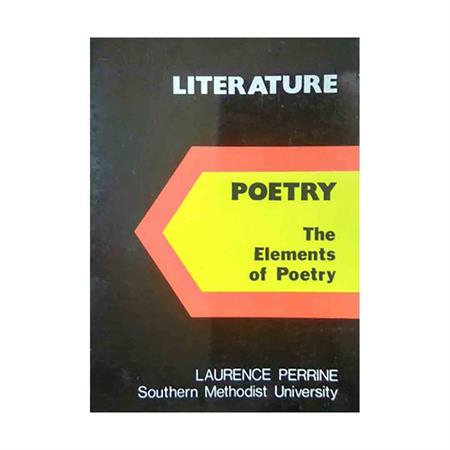 LITERATURE
POETRY
The
Elements
of Poetry
LAURENCE PERRINE
Southern Methodist University